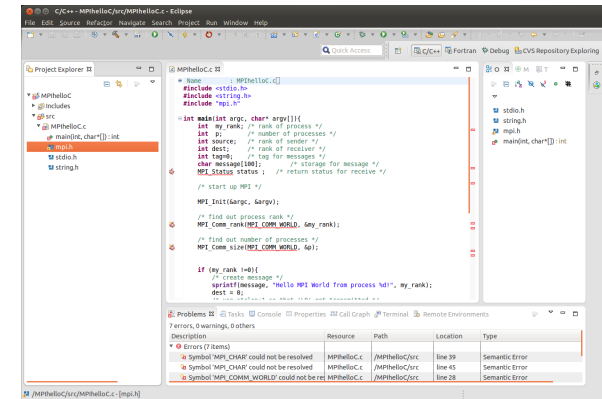 C/C++ - MPIhelloC/src/MPIhelloC.c - Eclipse
File Edit Source Refactor Navigate Search Project Run Window Help
Quick Access
C/C++ Fortran Debug CVS Repository Exploring
Project Explorer
MPIhelloC
Includes
src
MPIhelloC.c
main(int, char*[]) : int
mpi.h
stdio.h
string.h
MPIhelloC.c
Name : MPIhelloC.c
#include <stdio.h>
#include <string.h>
#include "mpi.h"
int main(int argc, char* argv[]){
int my_rank; /* rank of process */
int p; /* number of processes */
int source; /* rank of sender */
int dest; /* rank of receiver */
int tag=0; /* tag for messages */
char message[100]; /* storage for message */
MPI_Status status ; /* return status for receive */
/* start up MPI */
MPI_Init(&argc, &argv);
/* find out process rank */
MPI_Comm_rank(MPI_COMM_WORLD, &my_rank);
/* find out number of processes */
MPI_Comm_size(MPI_COMM_WORLD, &p);
if (my_rank !=0){
/* create message */
sprintf(message, "Hello MPI World from process %d!", my_rank);
dest = 0;
O M T
stdio.h
string.h
mpi.h
main(int, char*[]) : int
Problems Tasks Console Properties Call Graph Terminal Remote Environments
7 errors, 0 warnings, 0 others
Description Resource Path Location Type
Errors (7 items)
Symbol 'MPI_CHAR' could not be resolved MPIhelloC.c /MPIhelloC/src line 39 Semantic Error
Symbol 'MPI_CHAR' could not be resolved MPIhelloC.c /MPIhelloC/src line 45 Semantic Error
Symbol 'MPI_COMM_WORLD' could not be re MPIhelloC.c /MPIhelloC/src line 28 Semantic Error
/MPIhelloC/src/MPIhelloC.c - [mpi.h]